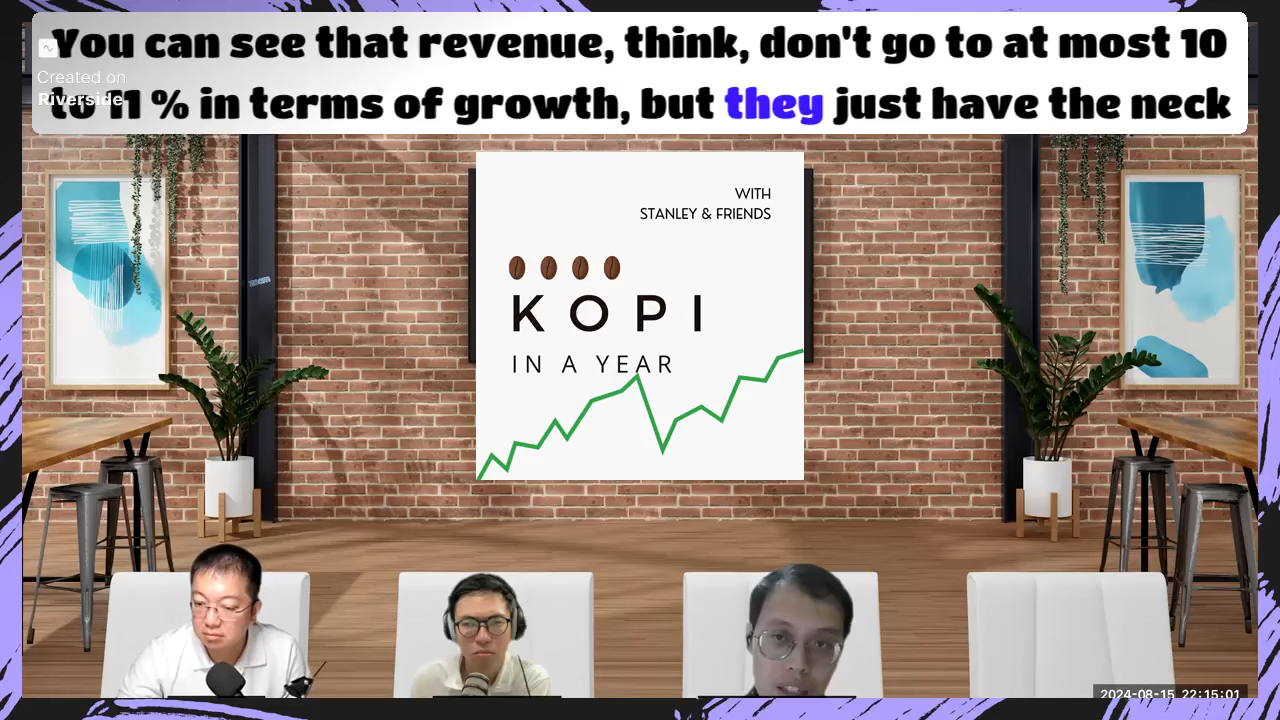 You can see that revenue, think, don't go to at most 10
to 11 % in terms of growth, but they just have the neck
Created on
Riverside
WITH
STANLEY & FRIENDS
KOPI
IN A YEAR
2024-08-15 22:15:01